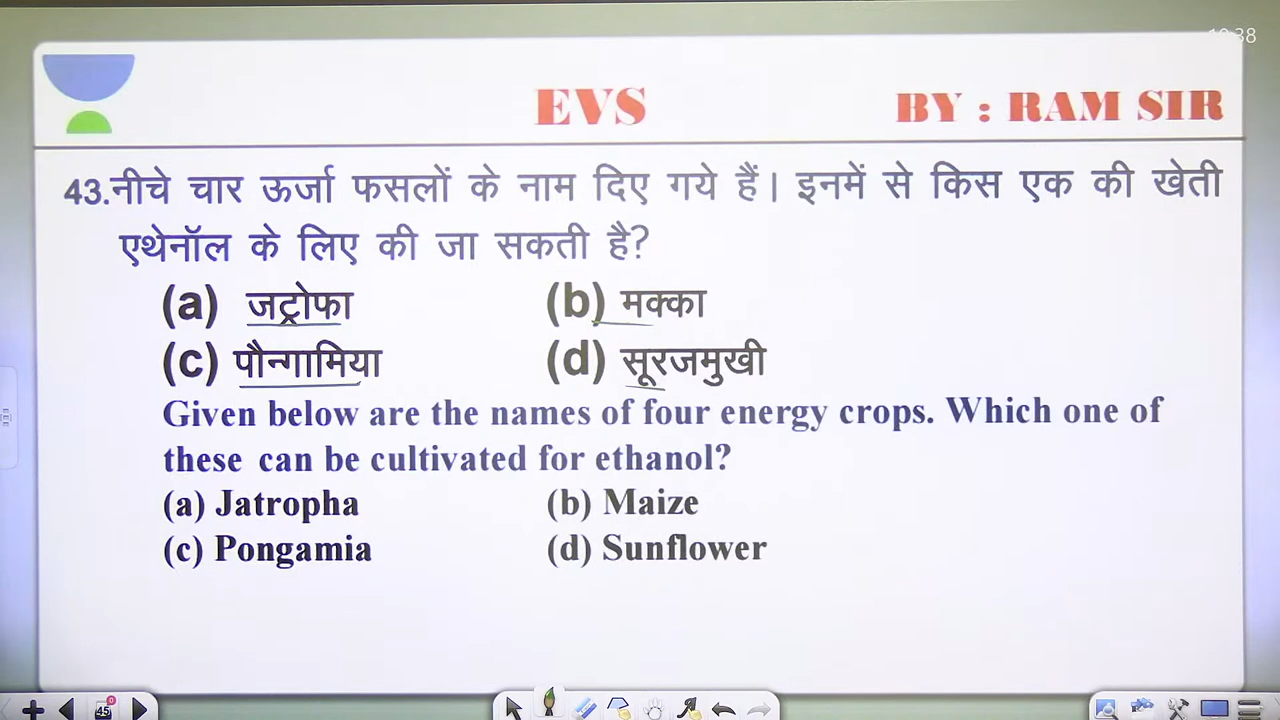 EVS
BY : RAM SIR
43.नीचे चार ऊर्जा फसलों के नाम दिए गये हैं। इनमें से किस एक की खेती
एथेनॉल के लिए की जा सकती है?
(a) जट्रोफा (b) मक्का
(c) पौन्गामिया (d) सूरजमुखी
Given below are the names of four energy crops. Which one of
these can be cultivated for ethanol?
(a) Jatropha (b) Maize
(c) Pongamia (d) Sunflower
45